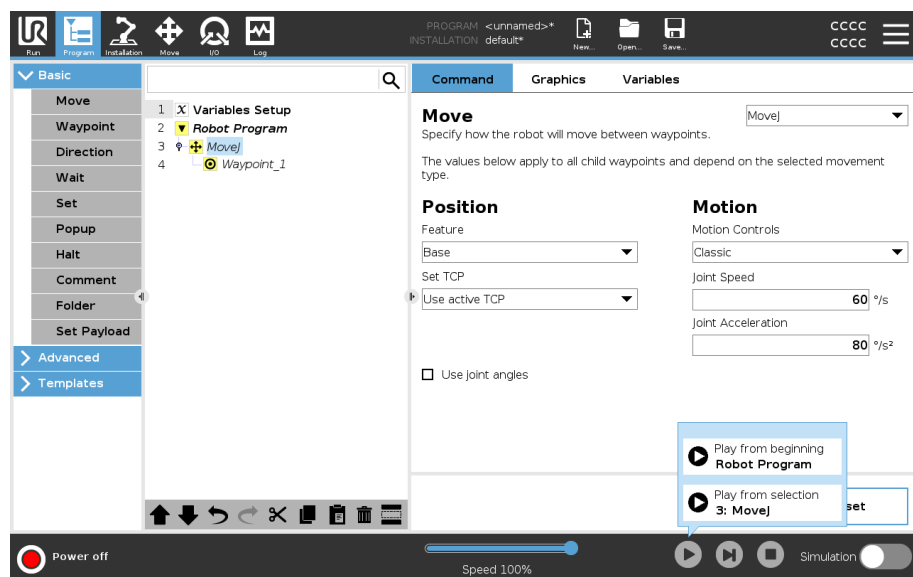 PROGRAM <unnamed>*
INSTALLATION default*
CCCC
CCCC
Run
Program
Installation
Move
I/O
Log
New...
Open...
Save...
Basic
Move
Waypoint
Direction
Wait
Set
Popup
Halt
Comment
Folder
Set Payload
Advanced
Templates
1 X Variables Setup
2 Robot Program
3 MoveJ
4 Waypoint_1
Command
Graphics
Variables
Move
MoveJ
Specify how the robot will move between waypoints.
The values below apply to all child waypoints and depend on the selected movement
type.
Position
Feature
Base
Set TCP
Use active TCP
Use joint angles
Motion
Motion Controls
Classic
Joint Speed
60 °/s
Joint Acceleration
80 °/s²
Play from beginning
Robot Program
Play from selection
3: MoveJ
set
Power off
Speed 100%
Simulation